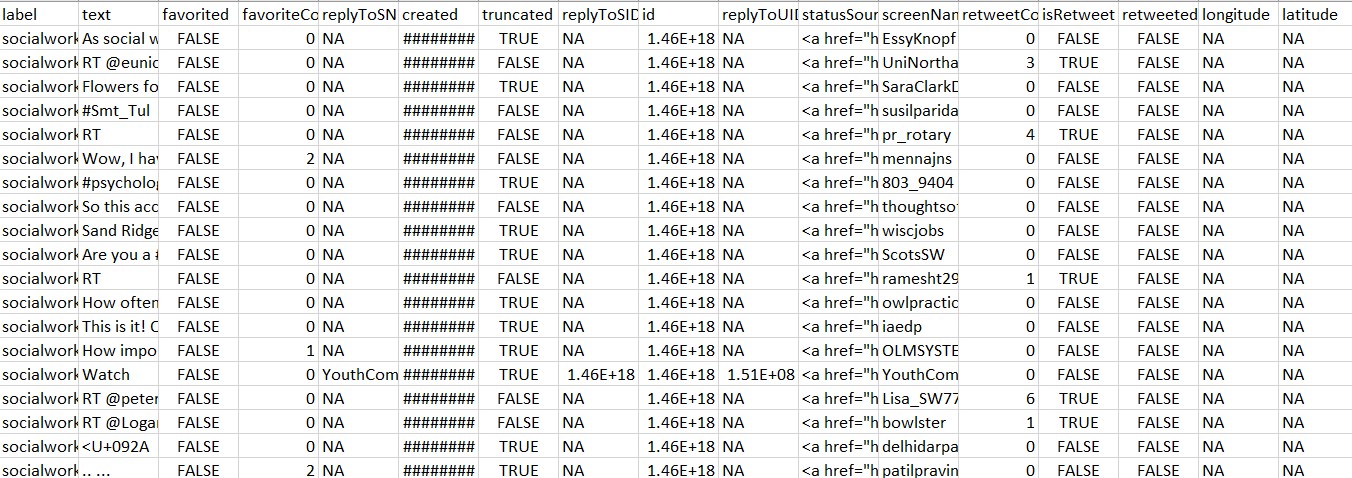 label text favorited favoriteCo replyToSN created truncated replyToSID id replyToUID statusSour screenNam retweetCo isRetweet retweeted longitude latitude
socialwork As social w FALSE 0 NA ######## TRUE NA 1.46E+18 NA <a href="h EssyKnopf 0 FALSE FALSE NA NA
socialwork RT @eunic FALSE 0 NA ######## FALSE NA 1.46E+18 NA <a href="h UniNortha 3 TRUE FALSE NA NA
socialwork Flowers fo FALSE 0 NA ######## TRUE NA 1.46E+18 NA <a href="h SaraClarkD 0 FALSE FALSE NA NA
socialwork #Smt_Tul FALSE 0 NA ######## FALSE NA 1.46E+18 NA <a href="h susilparida 0 FALSE FALSE NA NA
socialwork RT FALSE 0 NA ######## FALSE NA 1.46E+18 NA <a href="h pr_rotary 4 TRUE FALSE NA NA
socialwork Wow, I hav FALSE 2 NA ######## FALSE NA 1.46E+18 NA <a href="h mennajns 0 FALSE FALSE NA NA
socialwork #psycholog FALSE 0 NA ######## TRUE NA 1.46E+18 NA <a href="h 803_9404 0 FALSE FALSE NA NA
socialwork So this acc FALSE 0 NA ######## FALSE NA 1.46E+18 NA <a href="h thoughtso 0 FALSE FALSE NA NA
socialwork Sand Ridge FALSE 0 NA ######## TRUE NA 1.46E+18 NA <a href="h wiscjobs 0 FALSE FALSE NA NA
socialwork Are you a # FALSE 0 NA ######## TRUE NA 1.46E+18 NA <a href="h ScotsSW 0 FALSE FALSE NA NA
socialwork RT FALSE 0 NA ######## FALSE NA 1.46E+18 NA <a href="h ramesht29 1 TRUE FALSE NA NA
socialwork How often FALSE 0 NA ######## TRUE NA 1.46E+18 NA <a href="h owlpractic 0 FALSE FALSE NA NA
socialwork This is it! C FALSE 0 NA ######## TRUE NA 1.46E+18 NA <a href="h iaedp 0 FALSE FALSE NA NA
socialwork How impo FALSE 1 NA ######## TRUE NA 1.46E+18 NA <a href="h OLMSYSTE 0 FALSE FALSE NA NA
socialwork Watch FALSE 0 YouthCom ######## TRUE 1.46E+18 1.46E+18 1.51E+08 <a href="h YouthCom 0 FALSE FALSE NA NA
socialwork RT @peter FALSE 0 NA ######## FALSE NA 1.46E+18 NA <a href="h Lisa_SW77 6 TRUE FALSE NA NA
socialwork RT @Logar FALSE 0 NA ######## FALSE NA 1.46E+18 NA <a href="h bowlster 1 TRUE FALSE NA NA
socialwork <U+092A FALSE 0 NA ######## TRUE NA 1.46E+18 NA <a href="h delhidarpa 0 FALSE FALSE NA NA
socialwork .. ... FALSE 2 NA ######## TRUE NA 1.46E+18 NA <a href="h patilpravin 0 FALSE FALSE NA NA